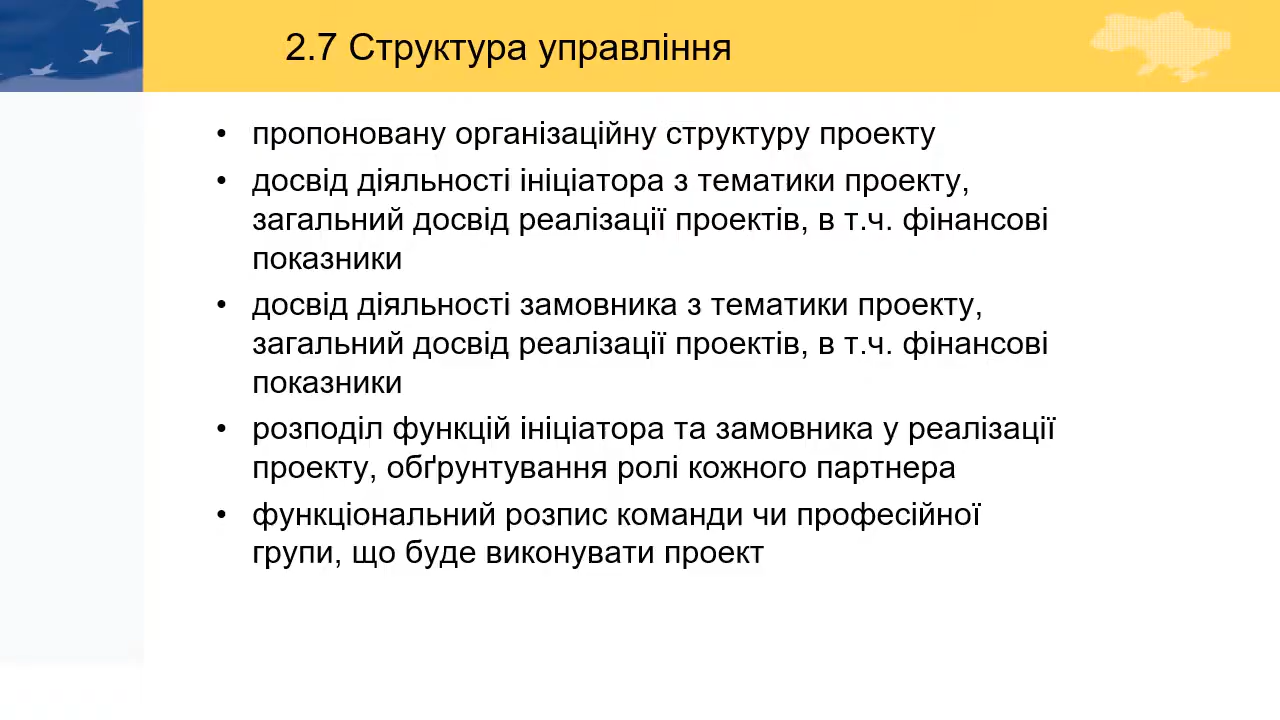 2.7 Структура управління
• пропоновану організаційну структуру проекту
• досвід діяльності ініціатора з тематики проекту,
загальний досвід реалізації проектів, в т.ч. фінансові
показники
• досвід діяльності замовника з тематики проекту,
загальний досвід реалізації проектів, в т.ч. фінансові
показники
• розподіл функцій ініціатора та замовника у реалізації
проекту, обґрунтування ролі кожного партнера
• функціональний розпис команди чи професійної
групи, що буде виконувати проект